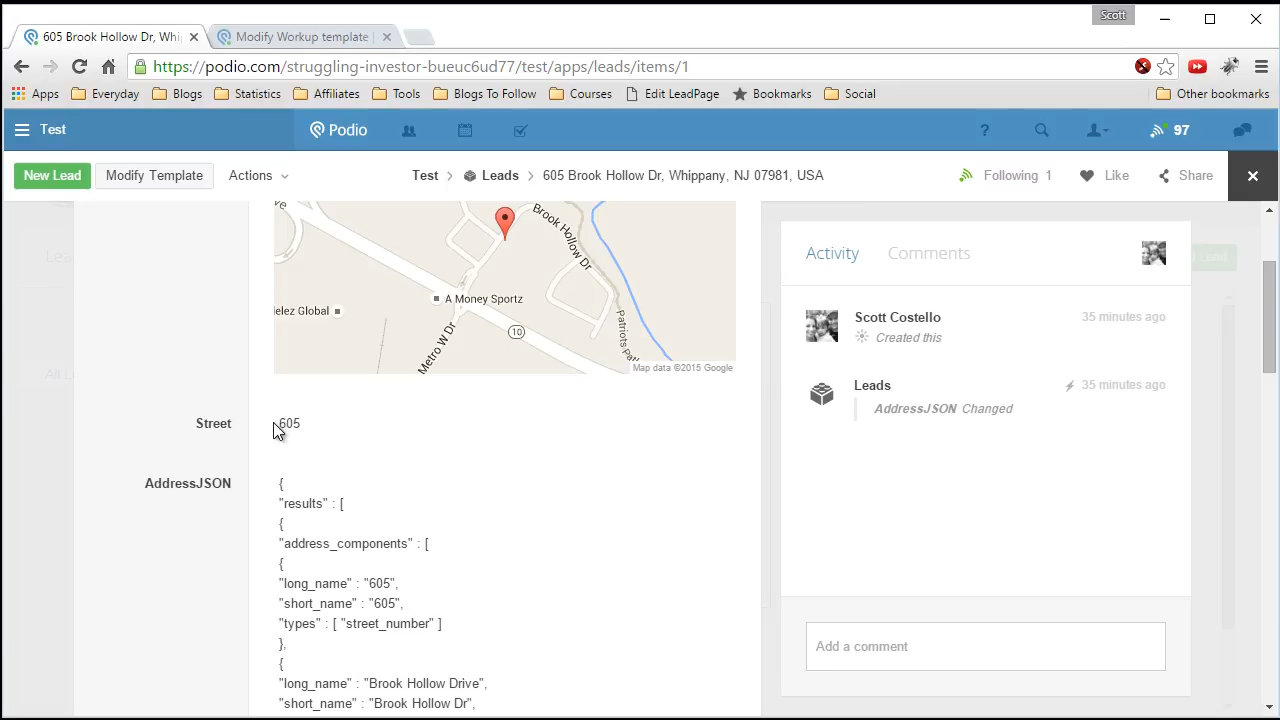 Scott
605 Brook Hollow Dr, Whip
Modify Workup template |
https://podio.com/struggling-investor-bueuc6ud77/test/apps/leads/items/1
Apps Everyday Blogs Statistics Affiliates Tools Blogs To Follow Courses Edit LeadPage Bookmarks Social Other bookmarks
Test Podio ? 97
New Lead Modify Template Actions Test Leads 605 Brook Hollow Dr, Whippany, NJ 07981, USA Following 1 Like Share
Brook Hollow Dr
A Money Sportz
elez Global
10
Metro W Dr
Patriots Pat
Map data ©2015 Google
Street 605
AddressJSON {
"results" : [
{
"address_components" : [
{
"long_name" : "605",
"short_name" : "605",
"types" : [ "street_number" ]
},
{
"long_name" : "Brook Hollow Drive",
"short_name" : "Brook Hollow Dr",
Activity Comments
Scott Costello 35 minutes ago
Created this
Leads 35 minutes ago
AddressJSON Changed
Add a comment